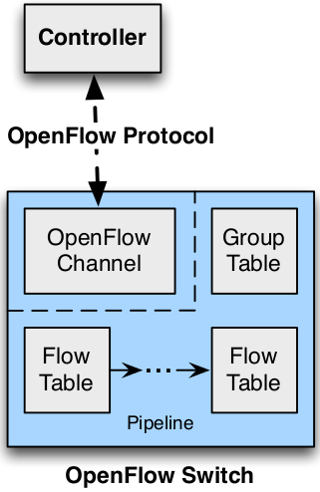 Controller
OpenFlow Protocol
OpenFlow
Channel
Group
Table
Flow
Table
...
Flow
Table
Pipeline
OpenFlow Switch